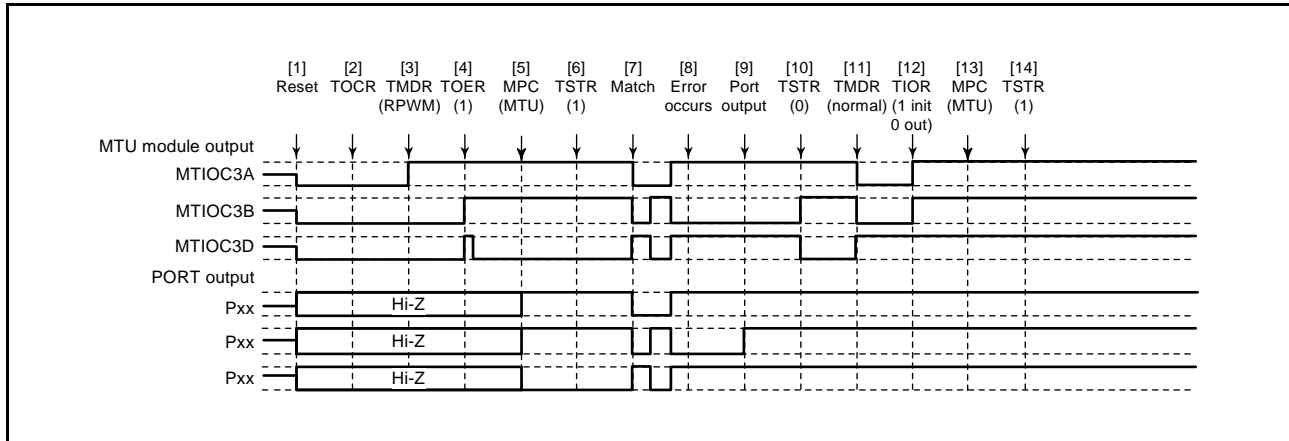 [1] [2] [3] [4] [5] [6] [7] [8] [9] [10] [11] [12] [13] [14]
Reset TOCR TMDR TOER MPC TSTR Match Error Port TSTR TMDR TIOR MPC TSTR
(RPWM) (1) (MTU) (1) occurs output (0) (normal) (1 init (MTU) (1)
0 out)
MTU module output
MTIOC3A
MTIOC3B
MTIOC3D
PORT output
Pxx Hi-Z
Pxx Hi-Z
Pxx Hi-Z